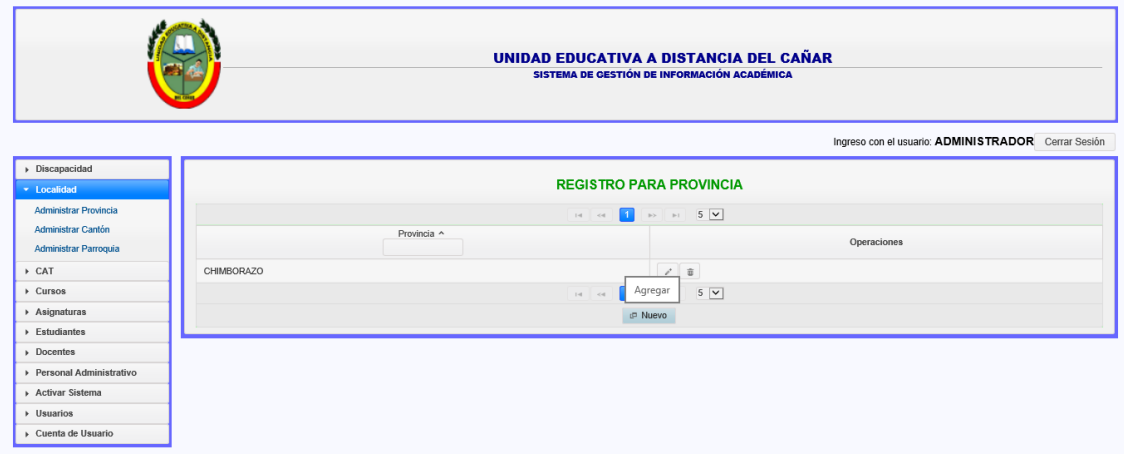 UNIDAD EDUCATIVA A DISTANCIA DEL CAÑAR
SISTEMA DE GESTIÓN DE INFORMACIÓN ACADÉMICA
Ingreso con el usuario: ADMINISTRADOR Cerrar Sesión
Discapacidad
Localidad
Administrar Provincia
Administrar Cantón
Administrar Parroquia
CAT
Cursos
Asignaturas
Estudiantes
Docentes
Personal Administrativo
Activar Sistema
Usuarios
Cuenta de Usuario
REGISTRO PARA PROVINCIA
1 5
Provincia
Operaciones
CHIMBORAZO
Agregar
5
Nuevo